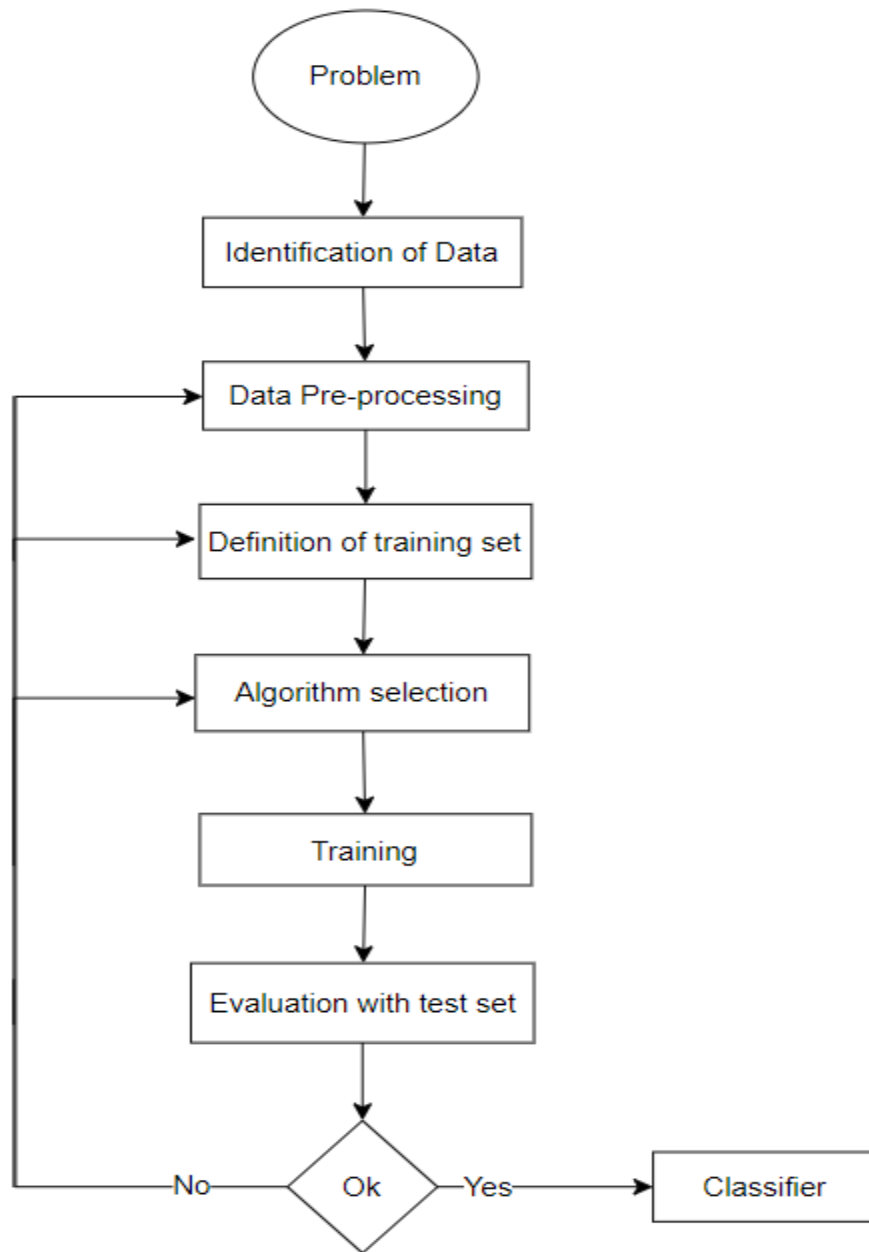 Problem
Identification of Data
Data Pre-processing
Definition of training set
Algorithm selection
Training
Evaluation with test set
No
Ok
Yes
Classifier